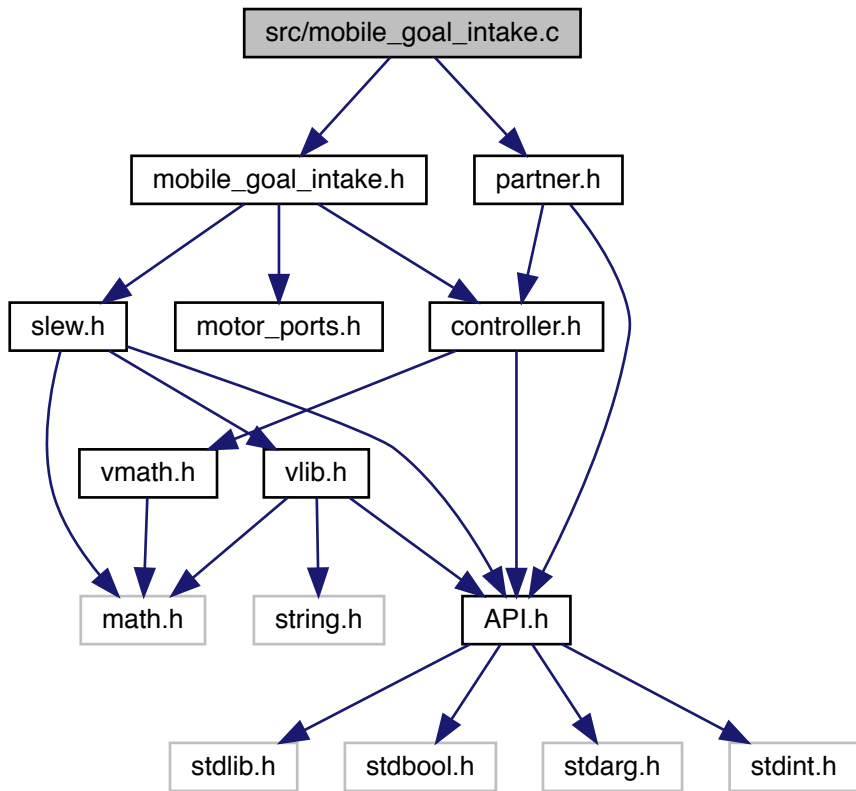 src/mobile_goal_intake.c
mobile_goal_intake.h
partner.h
slew.h
motor_ports.h
controller.h
vmath.h
vlib.h
math.h
string.h
API.h
stdlib.h
stdbool.h
stdarg.h
stdint.h